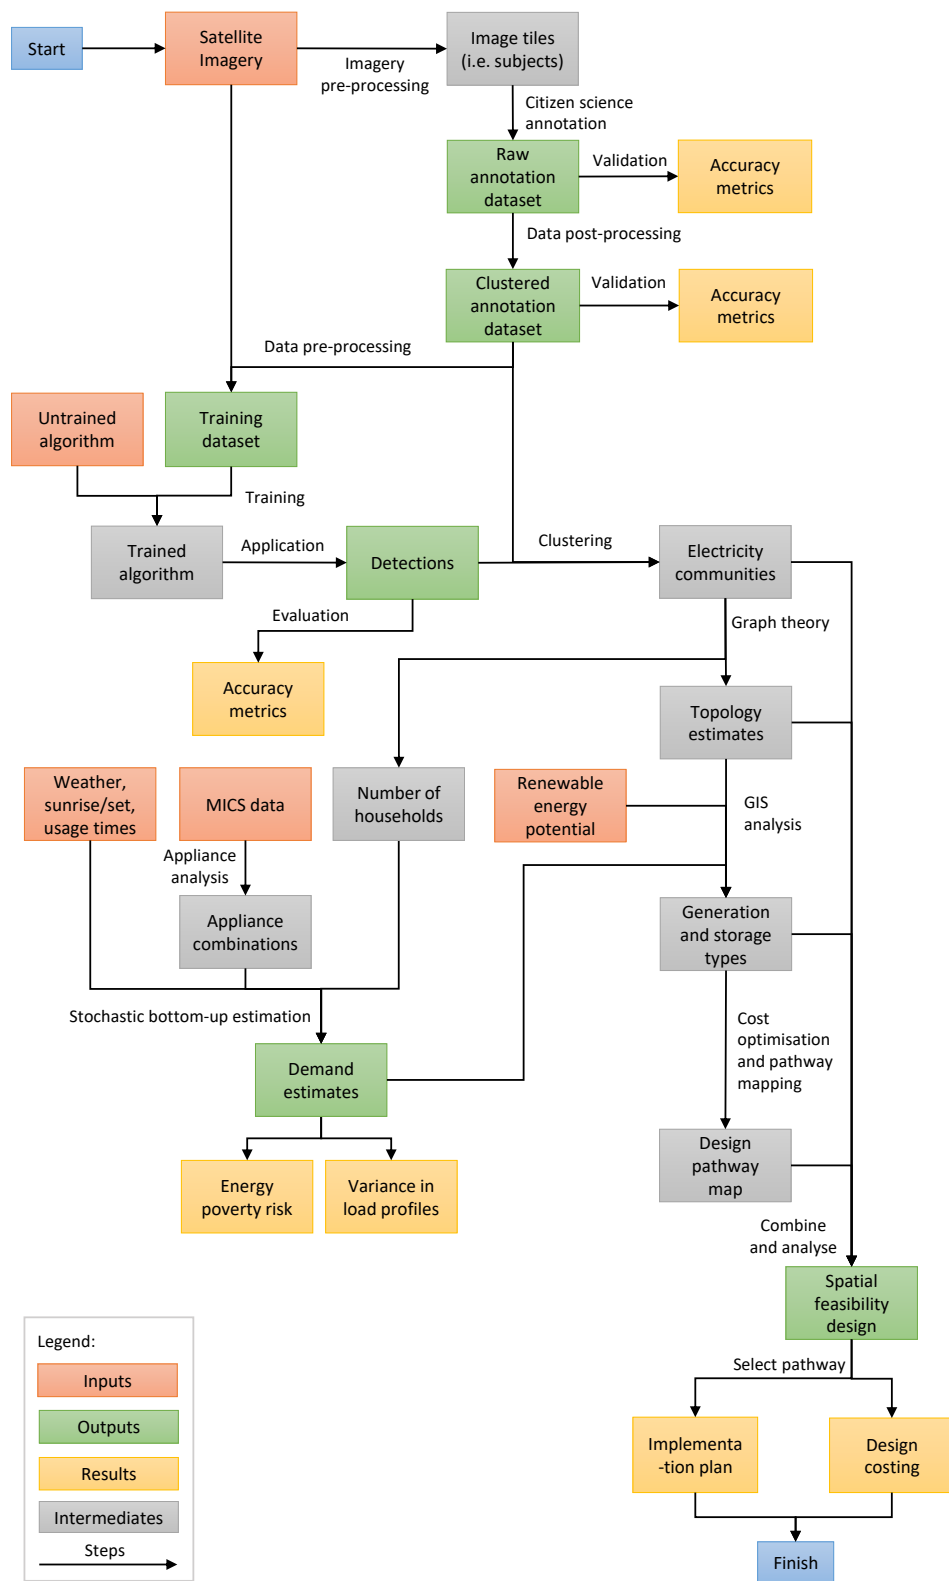 Start
Satellite
Imagery
Imagery
pre-processing
Image tiles
(i.e. subjects)
Citizen science
annotation
Raw
annotation
dataset
Validation
Accuracy
metrics
Data post-processing
Clustered
annotation
dataset
Validation
Accuracy
metrics
Data pre-processing
Untrained
algorithm
Training
dataset
Training
Trained
algorithm
Application
Detections
Clustering
Electricity
communities
Evaluation
Graph theory
Accuracy
metrics
Topology
estimates
Weather,
sunrise/set,
usage times
MICS data
Number of
households
Renewable
energy
potential
GIS
analysis
Appliance
analysis
Appliance
combinations
Generation
and storage
types
Stochastic bottom-up estimation
Cost
optimisation
and pathway
mapping
Demand
estimates
Design
pathway
map
Energy
poverty risk
Variance in
load profiles
Combine
and analyse
Spatial
feasibility
design
Select pathway
Implementa
-tion plan
Design
costing
Finish
Legend:
Inputs
Outputs
Results
Intermediates
Steps